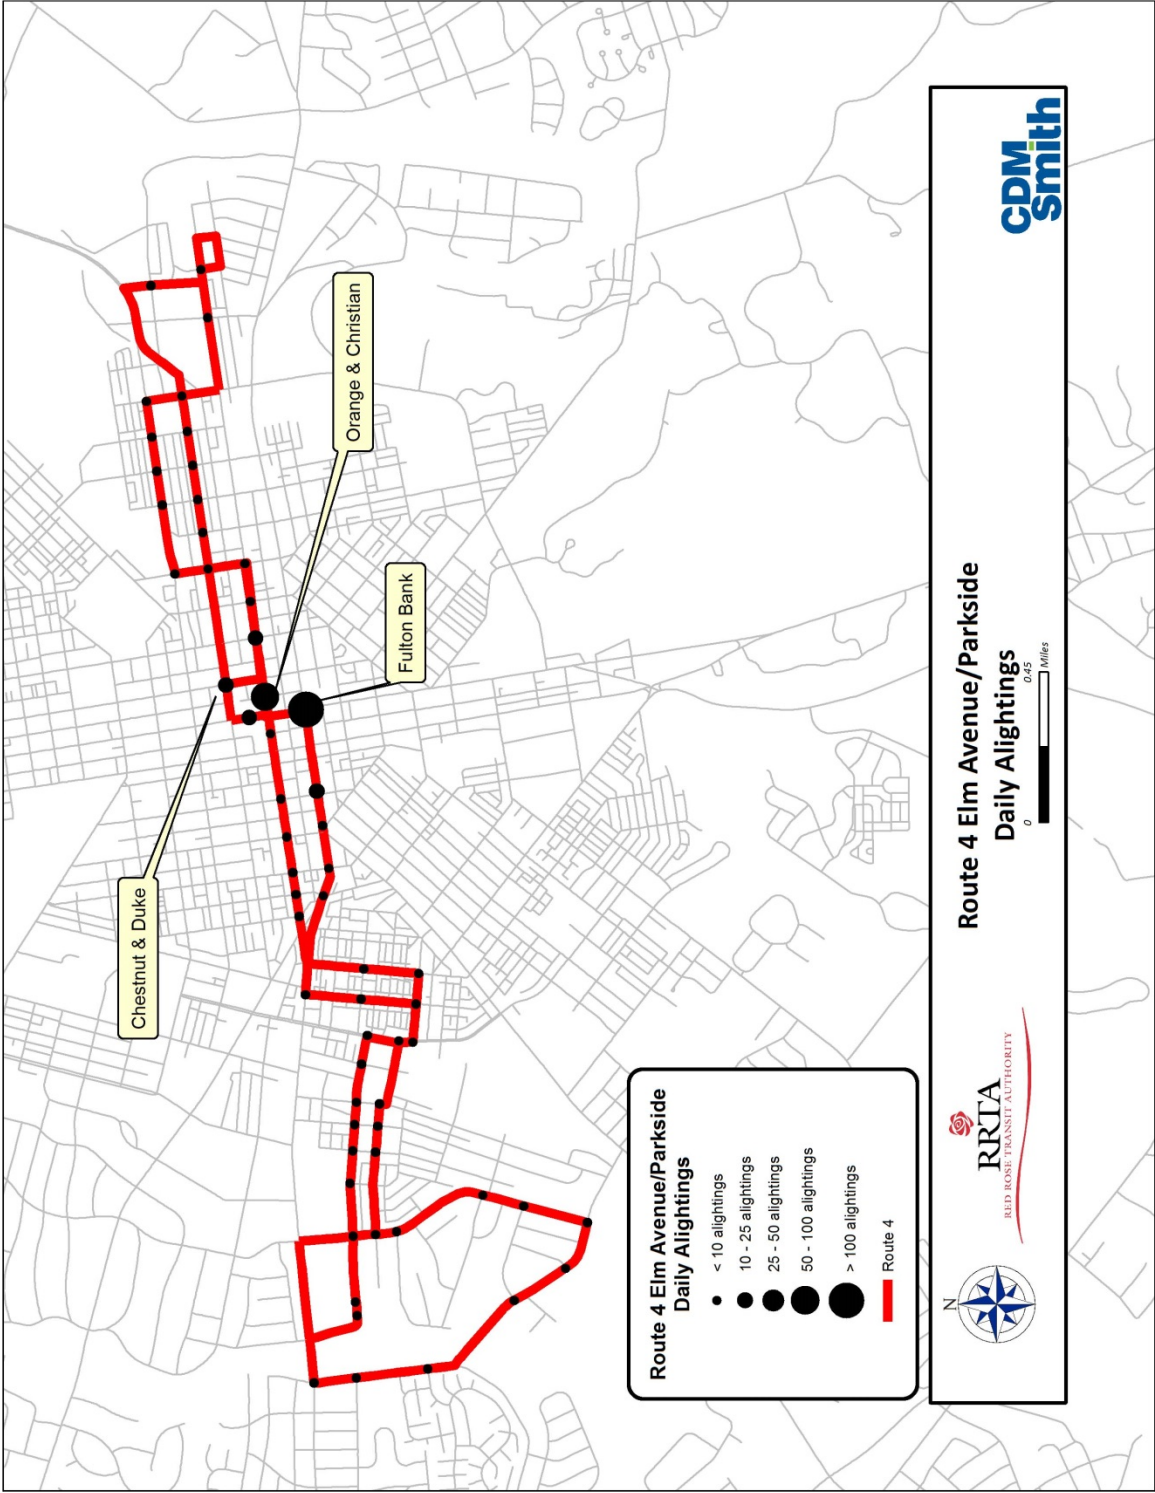 Chestnut & Duke
Orange & Christian
Fulton Bank
Route 4 Elm Avenue/Parkside
Daily Alightings
< 10 alightings
10 - 25 alightings
25 - 50 alightings
50 - 100 alightings
> 100 alightings
Route 4
N
RRTA
RED ROSE TRANSIT AUTHORITY
Route 4 Elm Avenue/Parkside
Daily Alightings
0 0.45
Miles
CDM
Smith